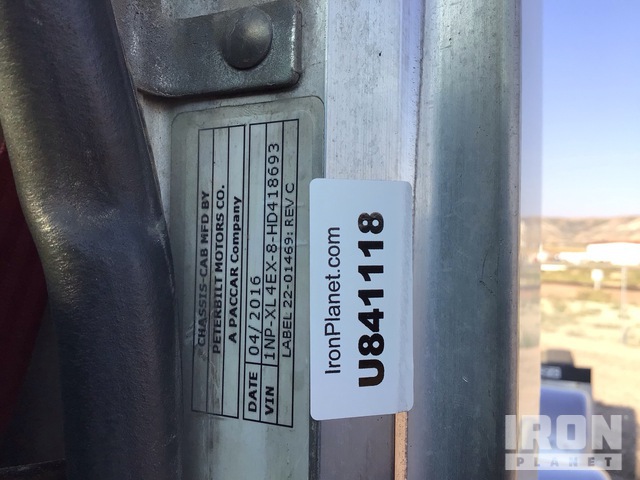 CHASSIS-CAB MFD BY
PETERBILT MOTORS CO.
A PACCAR Company
DATE 04/2016
VIN 1NP-XL4EX-8-HD418693
LABEL 22-01469: REV C
IronPlanet.com
U841118
IRON
PLANET